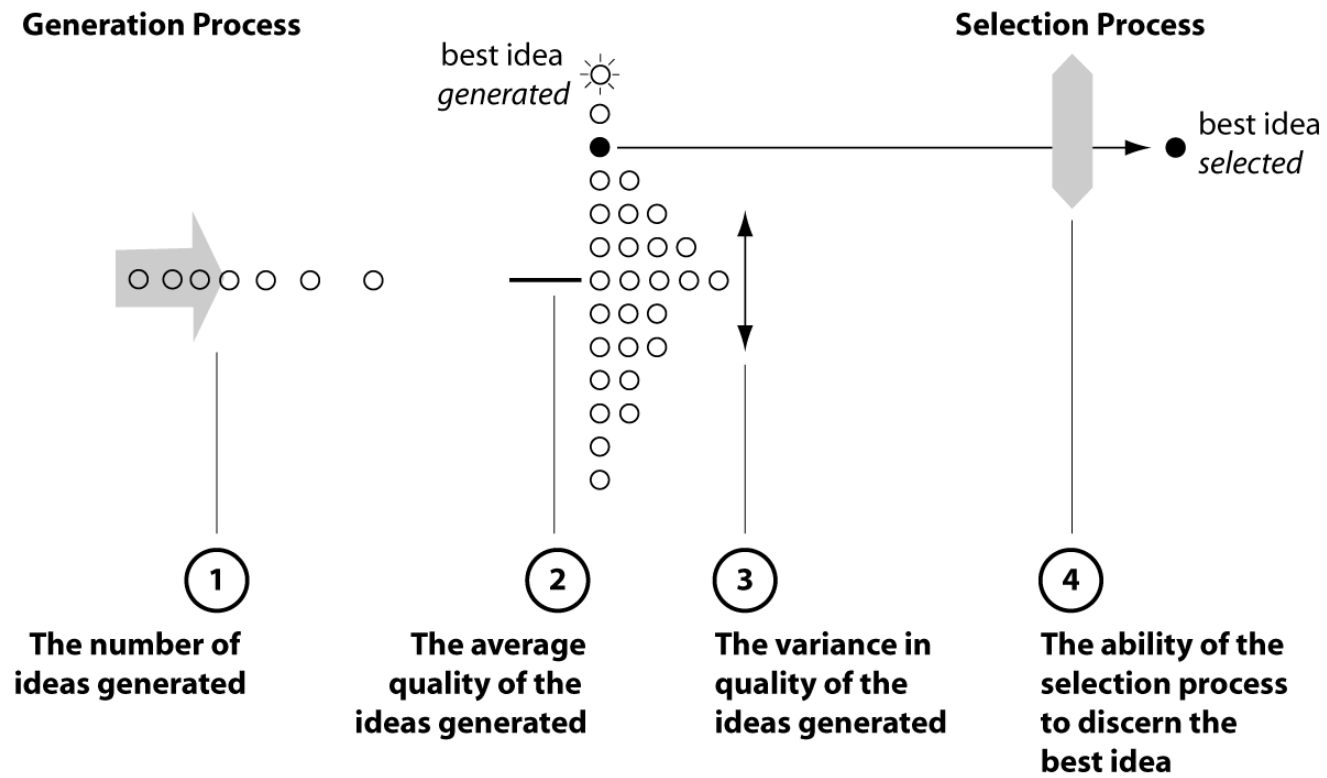 Generation Process
Selection Process
best idea
generated
best idea
selected
1
The number of
ideas generated
2
The average
quality of the
ideas generated
3
The variance in
quality of the
ideas generated
4
The ability of the
selection process
to discern the
best idea